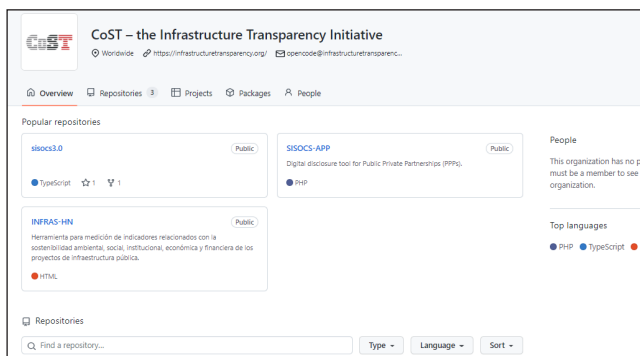 CoST
CoST – the Infrastructure Transparency Initiative
Worldwide https://infrastructuretransparency.org/ opencode@infrastructuretransparenc...
Overview Repositories 3 Projects Packages People
Popular repositories
sisocs3.0 Public
TypeScript 1 1
SISOCS-APP Public
Digital disclosure tool for Public Private Partnerships (PPPs).
PHP
INFRAS-HN Public
Herramienta para medición de indicadores relacionados con la
sostenibilidad ambiental, social, institucional, económica y financiera de los
proyectos de infraestructura pública.
HTML
People
This organization has no p
must be a member to see
organization.
Top languages
PHP TypeScript
Repositories
Find a repository...
Type Language Sort